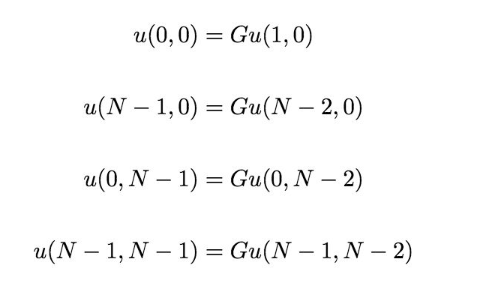 u(0, 0) = Gu(1, 0)
u(N − 1, 0) = Gu(N − 2, 0)
u(0, N − 1) = Gu(0, N − 2)
u(N − 1, N − 1) = Gu(N − 1, N − 2)